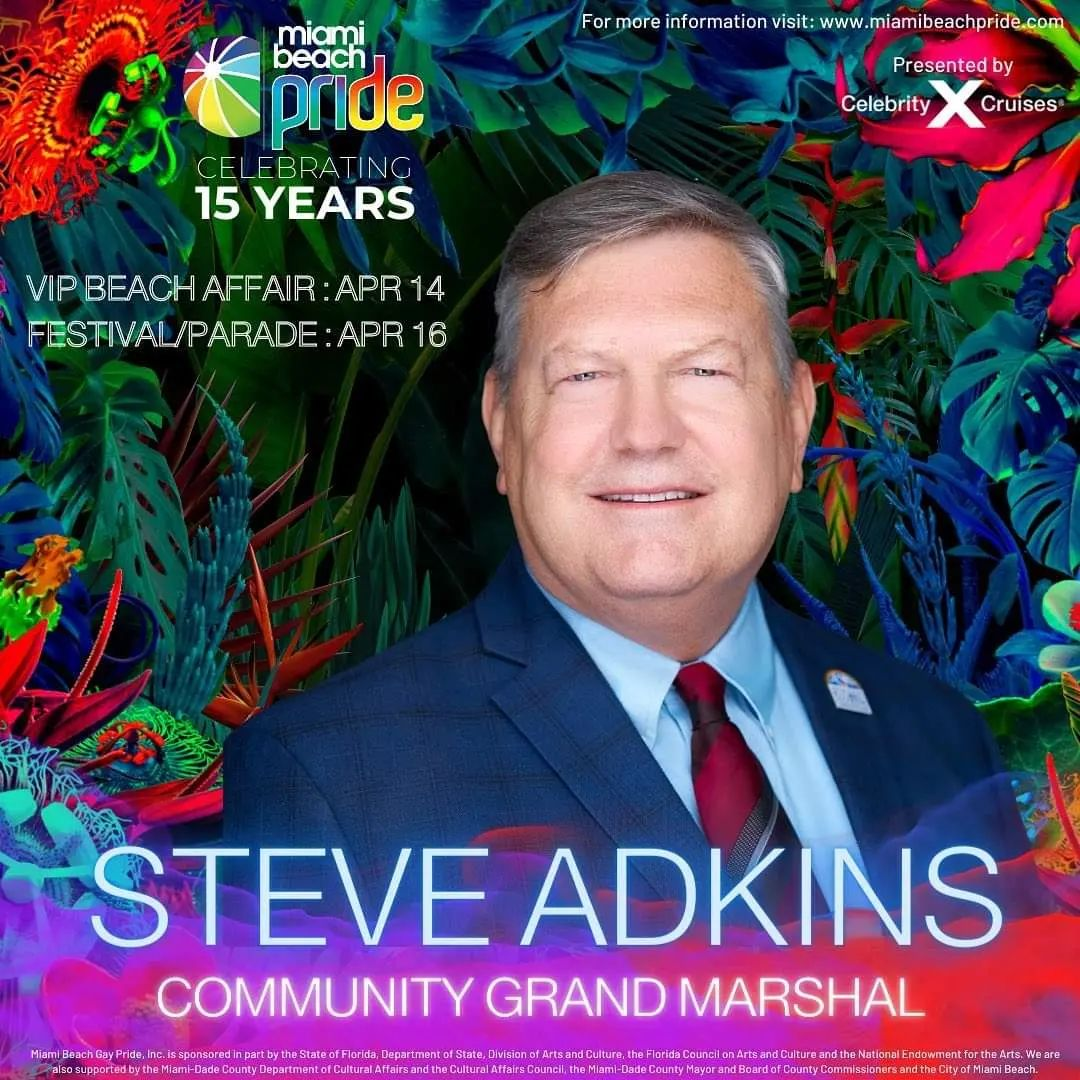 For more information visit: www.miamibeachpride.com
miami
beach
pride
CELEBRATING
15 YEARS
Presented by
Celebrity X Cruises®
VIP BEACH AFFAIR : APR 14
FESTIVAL/PARADE : APR 16
STEVE ADKINS
COMMUNITY GRAND MARSHAL
Miami Beach Gay Pride, Inc. is sponsored in part by the State of Florida, Department of State, Division of Arts and Culture, the Florida Council on Arts and Culture and the National Endowment for the Arts. We are
also supported by the Miami-Dade County Department of Cultural Affairs and the Cultural Affairs Council, the Miami-Dade County Mayor and Board of County Commissioners and the City of Miami Beach.